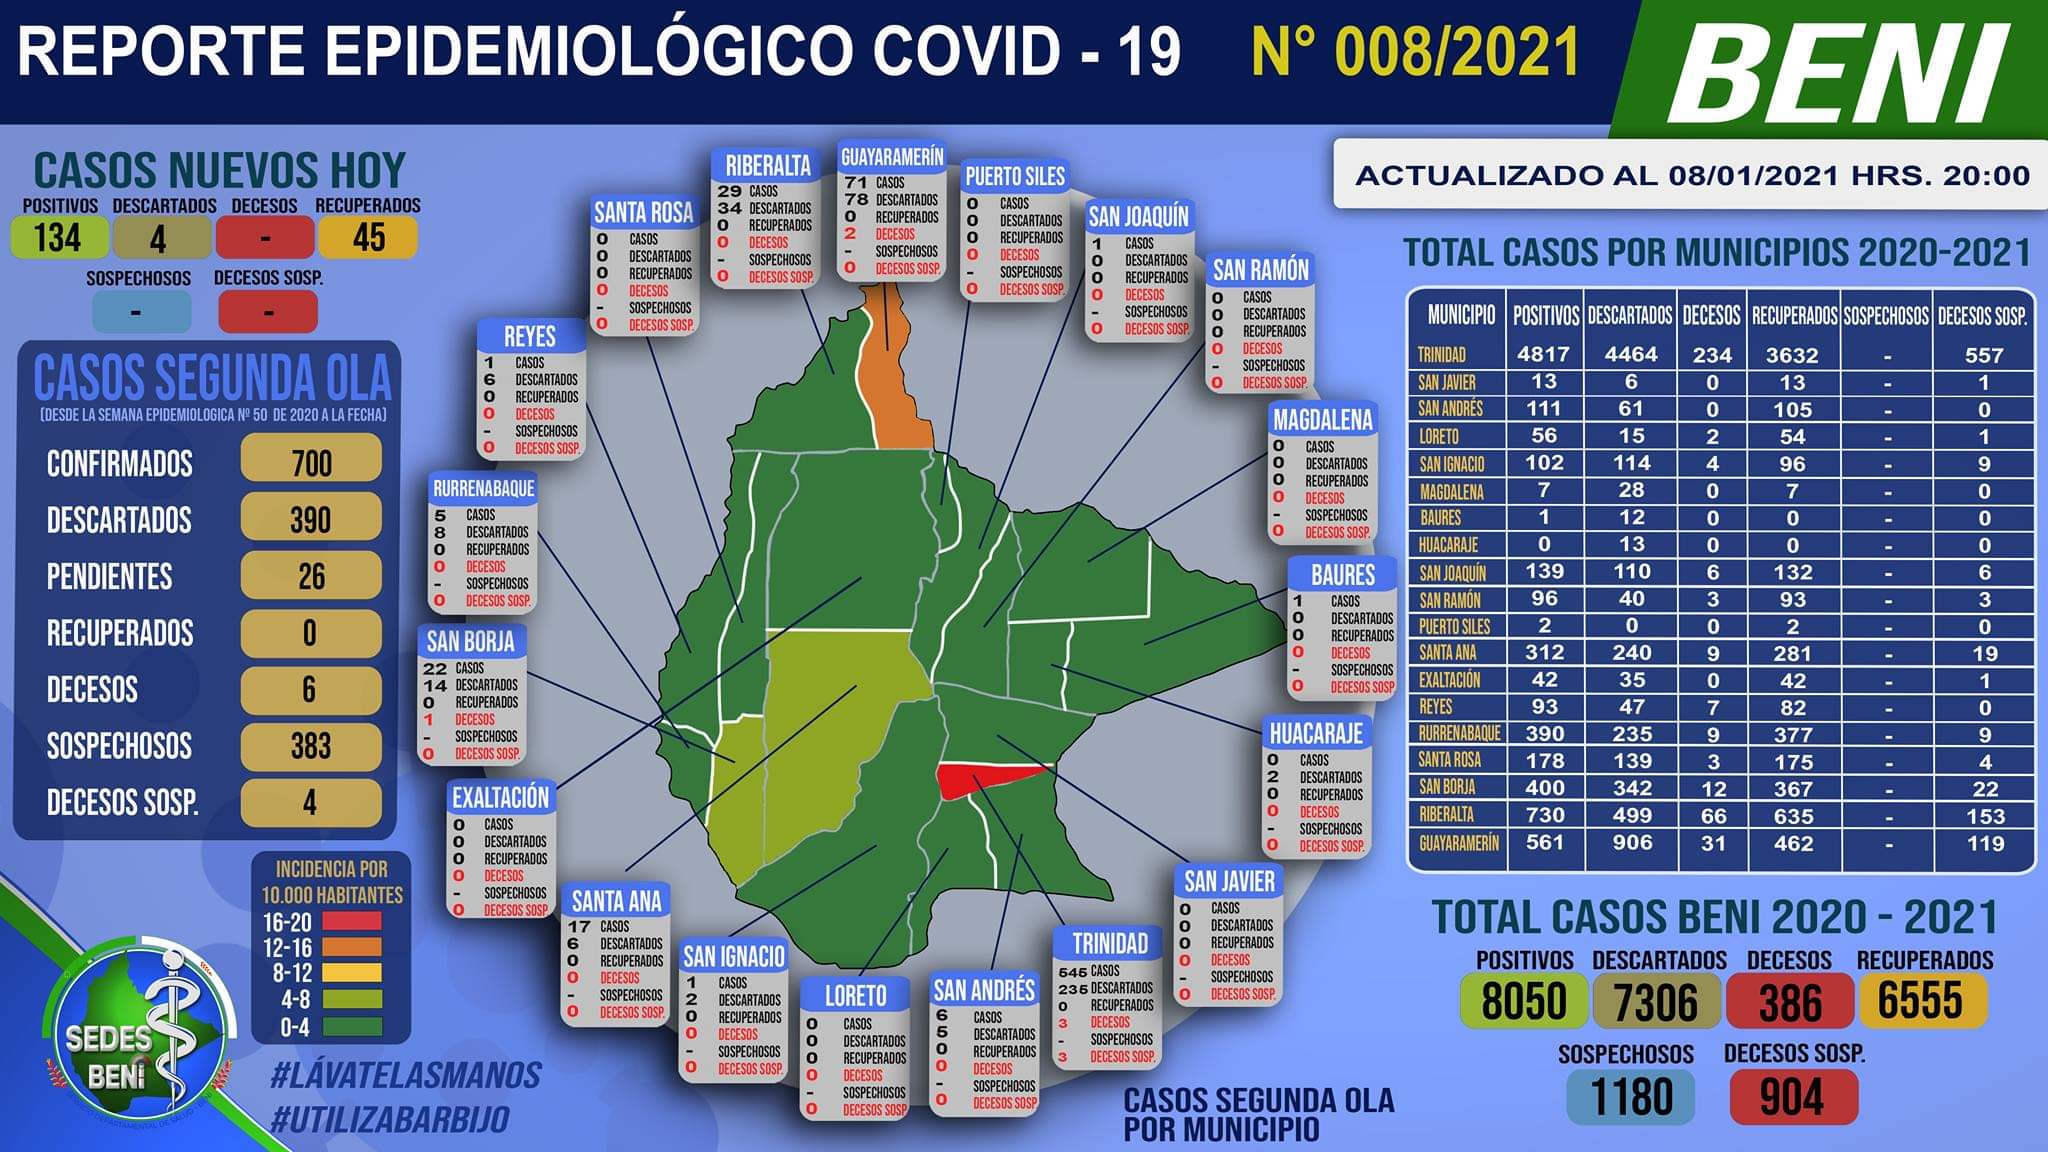 REPORTE EPIDEMIOLÓGICO COVID - 19 N° 008/2021
BENI
ACTUALIZADO AL 08/01/2021 HRS. 20:00
CASOS NUEVOS HOY
POSITIVOS DESCARTADOS DECESOS RECUPERADOS
134 4 - 45
SOSPECHOSOS DECESOS SOSP.
- -
CASOS SEGUNDA OLA
(DESDE LA SEMANA EPIDEMIOLOGICA Nº 50 DE 2020 A LA FECHA)
CONFIRMADOS 700
DESCARTADOS 390
PENDIENTES 26
RECUPERADOS 0
DECESOS 6
SOSPECHOSOS 383
DECESOS SOSP. 4
INCIDENCIA POR
10.000 HABITANTES
16-20
12-16
8-12
4-8
0-4
SEDES
BENI
#LÁVATELASMANOS
#UTILIZABARBIJO
GUAYARAMERÍN
71 CASOS
78 DESCARTADOS
0 RECUPERADOS
2 DECESOS
- SOSPECHOSOS
0 DECESOS SOSP.
RIBERALTA
29 CASOS
34 DESCARTADOS
0 RECUPERADOS
0 DECESOS
- SOSPECHOSOS
0 DECESOS SOSP.
SANTA ROSA
0 CASOS
0 DESCARTADOS
0 RECUPERADOS
0 DECESOS
- SOSPECHOSOS
0 DECESOS SOSP.
REYES
1 CASOS
6 DESCARTADOS
0 RECUPERADOS
0 DECESOS
- SOSPECHOSOS
0 DECESOS SOSP.
RURRENABAQUE
5 CASOS
8 DESCARTADOS
0 RECUPERADOS
0 DECESOS
- SOSPECHOSOS
0 DECESOS SOSP.
SAN BORJA
22 CASOS
14 DESCARTADOS
0 RECUPERADOS
1 DECESOS
- SOSPECHOSOS
0 DECESOS SOSP.
EXALTACIÓN
0 CASOS
0 DESCARTADOS
0 RECUPERADOS
0 DECESOS
- SOSPECHOSOS
0 DECESOS SOSP
SANTA ANA
17 CASOS
6 DESCARTADOS
0 RECUPERADOS
0 DECESOS
- SOSPECHOSOS
0 DECESOS SOSP.
SAN IGNACIO
1 CASOS
2 DESCARTADOS
0 RECUPERADOS
0 DECESOS
- SOSPECHOSOS
0 DECESOS SOSP.
LORETO
0 CASOS
0 DESCARTADOS
0 RECUPERADOS
0 DECESOS
- SOSPECHOSOS
0 DECESOS SOSP
SAN ANDRÉS
6 CASOS
5 DESCARTADOS
0 RECUPERADOS
0 DECESOS
- SOSPECHOSOS
0 DECESOS SOSP
TRINIDAD
545 CASOS
235 DESCARTADOS
0 RECUPERADOS
3 DECESOS
- SOSPECHOSOS
3 DECESOS SOSP.
SAN JAVIER
0 CASOS
0 DESCARTADOS
0 RECUPERADOS
0 DECESOS
- SOSPECHOSOS
0 DECESOS SOSP.
HUACARAJE
0 CASOS
2 DESCARTADOS
0 RECUPERADOS
0 DECESOS
- SOSPECHOSOS
0 DECESOS SOSP.
BAURES
1 CASOS
0 DESCARTADOS
0 RECUPERADOS
0 DECESOS
- SOSPECHOSOS
0 DECESOS SOSP
MAGDALENA
0 CASOS
0 DESCARTADOS
0 RECUPERADOS
0 DECESOS
- SOSPECHOSOS
0 DECESOS SOSP.
SAN RAMÓN
0 CASOS
0 DESCARTADOS
0 RECUPERADOS
0 DECESOS
- SOSPECHOSOS
0 DECESOS SOSP.
SAN JOAQUÍN
1 CASOS
0 DESCARTADOS
0 RECUPERADOS
0 DECESOS
- SOSPECHOSOS
0 DECESOS SOSP.
PUERTO SILES
0 CASOS
0 DESCARTADOS
0 RECUPERADOS
0 DECESOS
- SOSPECHOSOS
0 DECESOS SOSP.
CASOS SEGUNDA OLA
POR MUNICIPIO
TOTAL CASOS POR MUNICIPIOS 2020-2021
MUNICIPIO POSITIVOS DESCARTADOS DECESOS RECUPERADOS SOSPECHOSOS DECESOS SOSP.
TRINIDAD 4817 4464 234 3632 - 557
SAN JAVIER 13 6 0 13 - 1
SAN ANDRÉS 111 61 0 105 - 0
LORETO 56 15 2 54 - 1
SAN IGNACIO 102 114 4 96 - 9
MAGDALENA 7 28 0 7 - 0
BAURES 1 12 0 0 - 0
HUACARAJE 0 13 0 0 - 0
SAN JOAQUÍN 139 110 6 132 - 6
SAN RAMÓN 96 40 3 93 - 3
PUERTO SILES 2 0 0 2 - 0
SANTA ANA 312 240 9 281 - 19
EXALTACIÓN 42 35 0 42 - 1
REYES 93 47 7 82 - 0
RURRENABAQUE 390 235 9 377 - 9
SANTA ROSA 178 139 3 175 - 4
SAN BORJA 400 342 12 367 - 22
RIBERALTA 730 499 66 635 - 153
GUAYARAMERÍN 561 906 31 462 - 119
TOTAL CASOS BENI 2020 - 2021
POSITIVOS DESCARTADOS DECESOS RECUPERADOS
8050 7306 386 6555
SOSPECHOSOS DECESOS SOSP.
1180 904